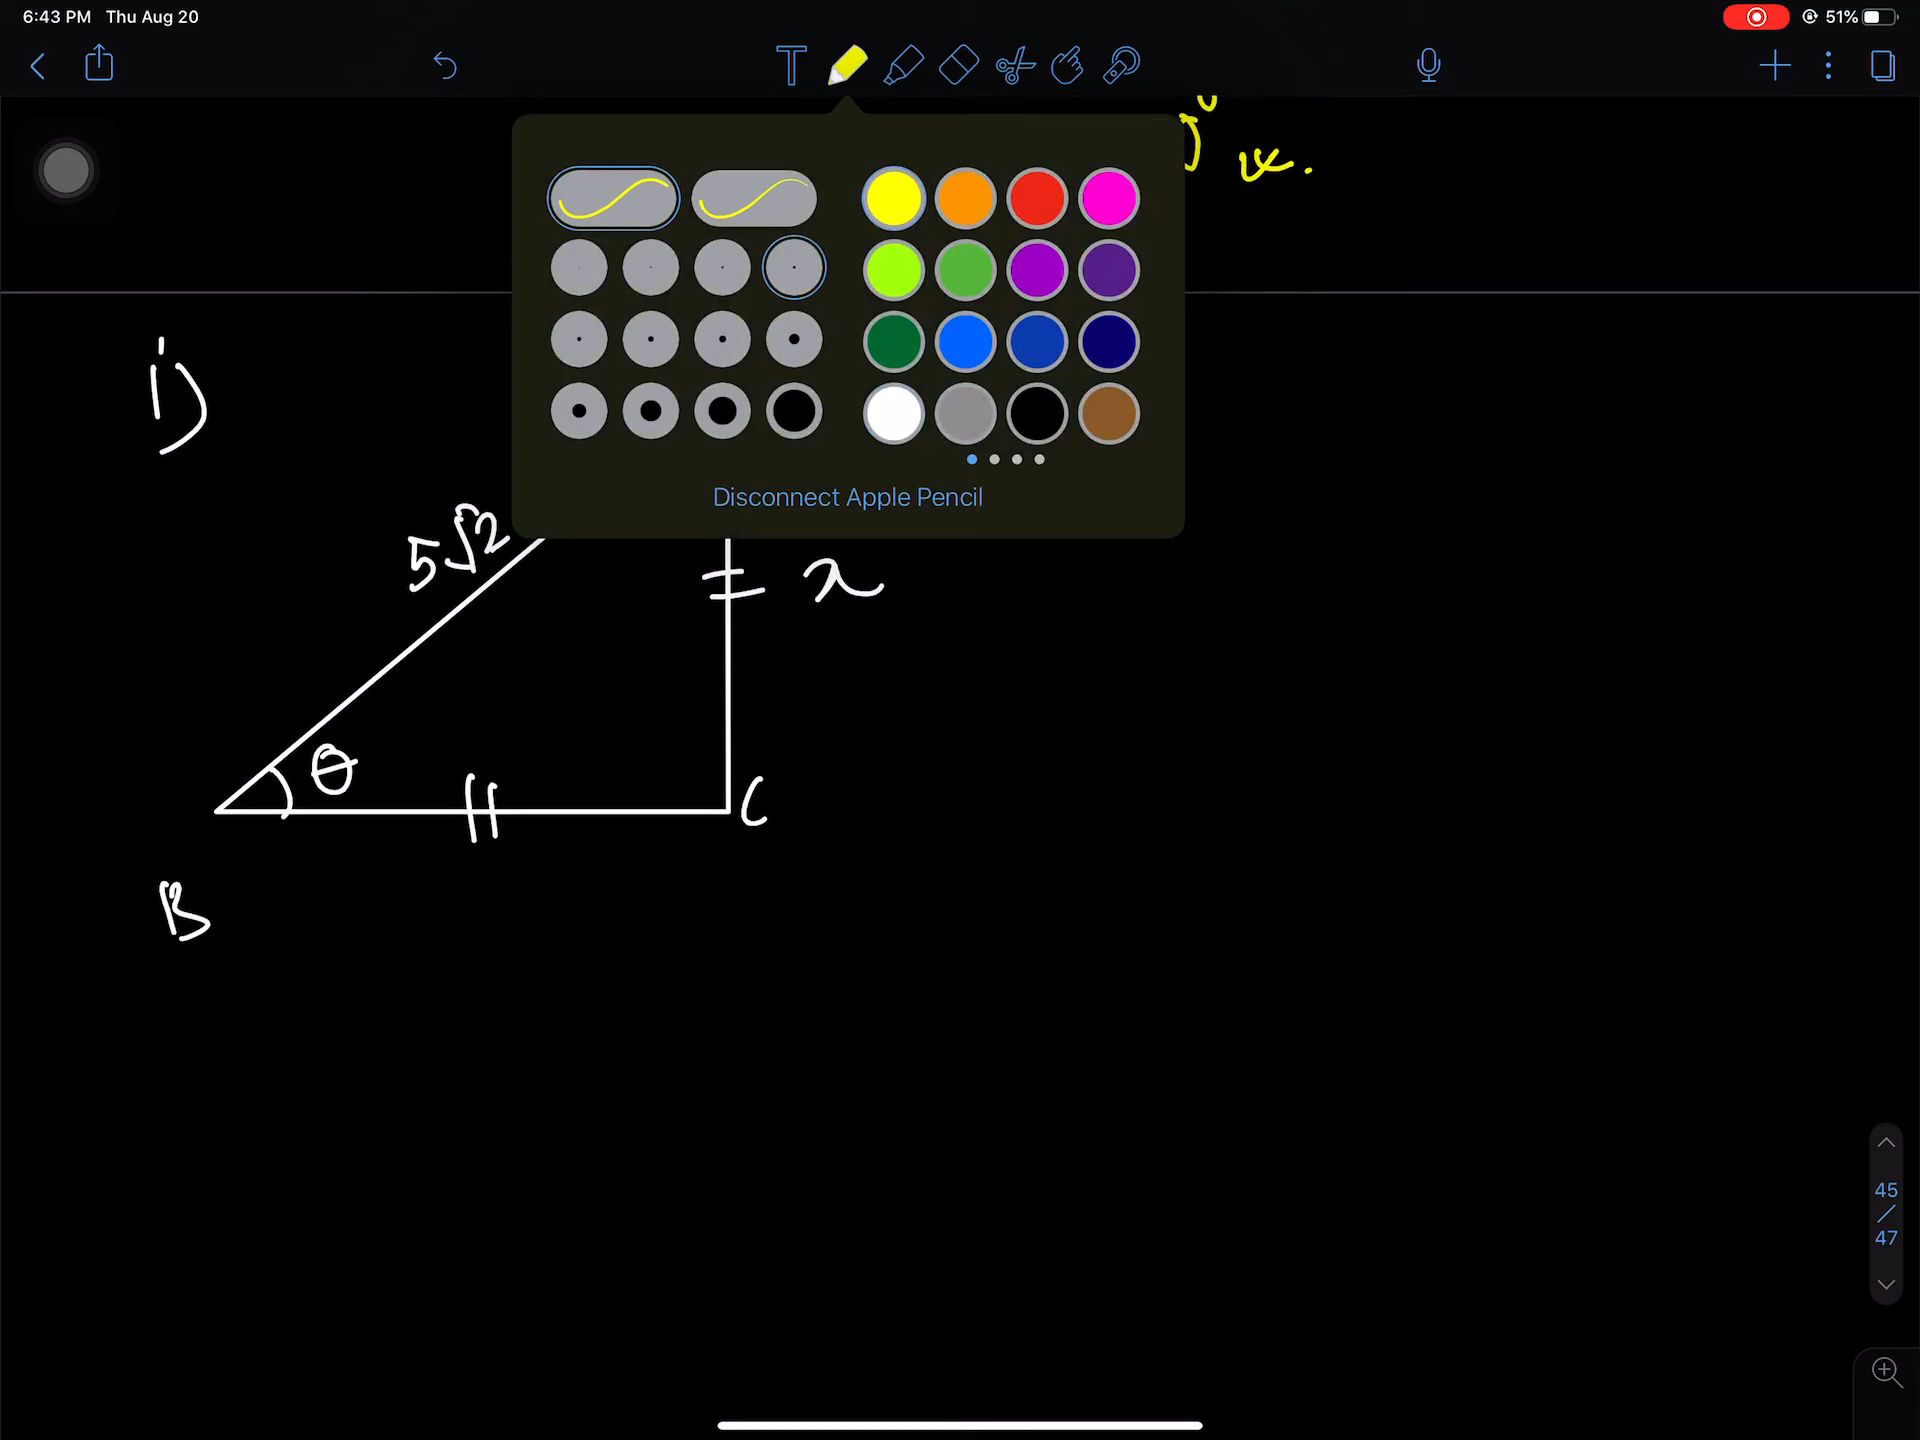 6:43 PM Thu Aug 20
51%
T
Disconnect Apple Pencil
i)
5√2
x
θ
C
B
45
/
47